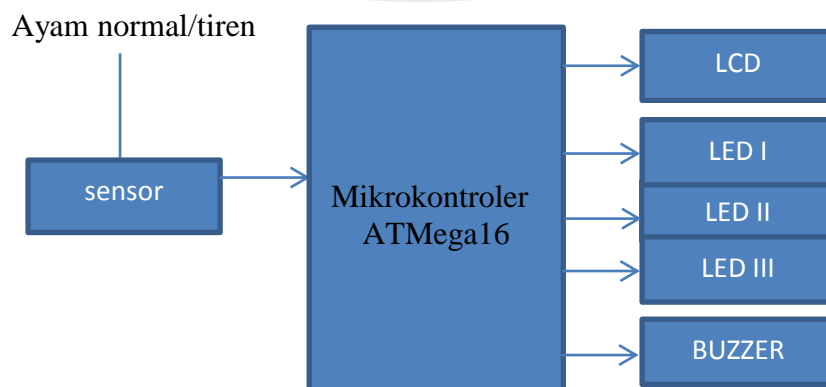 Ayam normal/tiren
sensor
Mikrokontroler
ATMega16
LCD
LED I
LED II
LED III
BUZZER